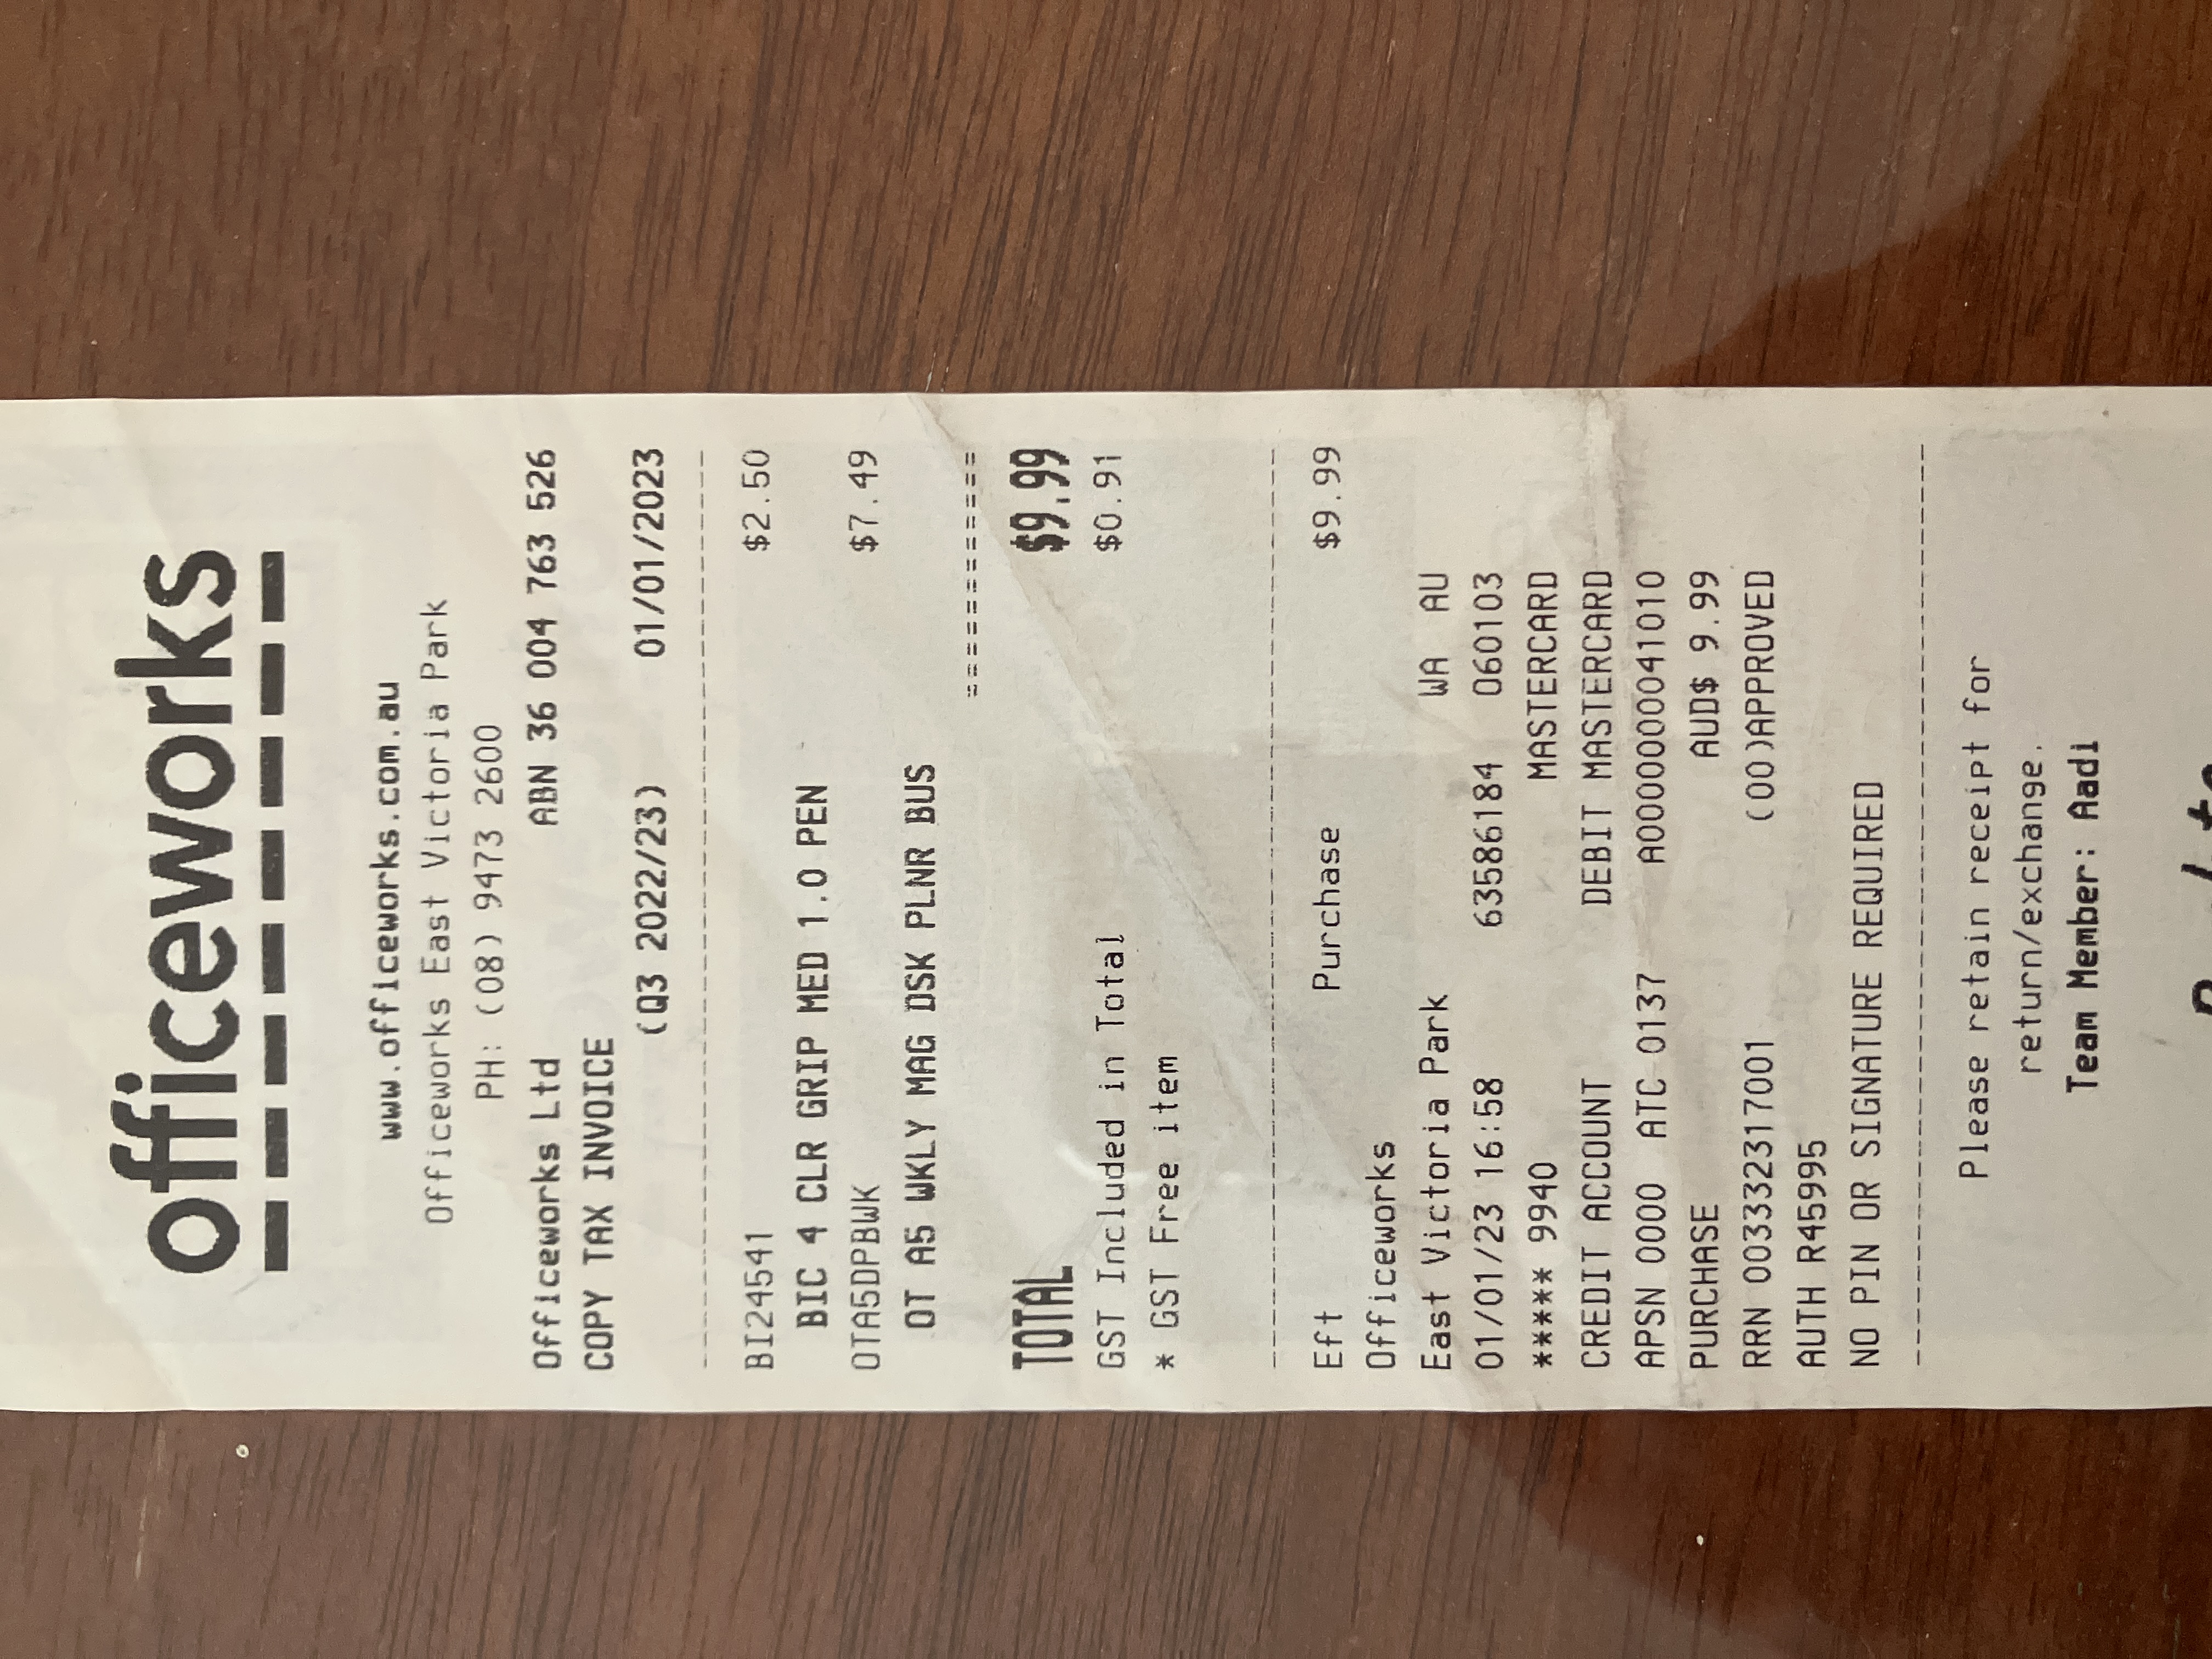 officeworks
www.officeworks.com.au
Officeworks East Victoria Park
PH: (08) 9473 2600
Officeworks Ltd ABN 36 004 763 526
COPY TAX INVOICE
(Q3 2022/23) 01/01/2023
BI24541 $2.50
BIC 4 CLR GRIP MED 1.0 PEN
OTA5DPBWK $7.49
OT A5 WKLY MAG DSK PLNR BUS
============
TOTAL $9.99
GST Included in Total $0.91
* GST Free item
Eft Purchase $9.99
Officeworks
East Victoria Park WA AU
01/01/23 16:58 63586184 060103
***** 9940 MASTERCARD
CREDIT ACCOUNT DEBIT MASTERCARD
APSN 0000 ATC 0137 A0000000041010
PURCHASE AUD$ 9.99
RRN 003332317001 (00)APPROVED
AUTH R45995
NO PIN OR SIGNATURE REQUIRED
Please retain receipt for
return/exchange.
Team Member: Aadi